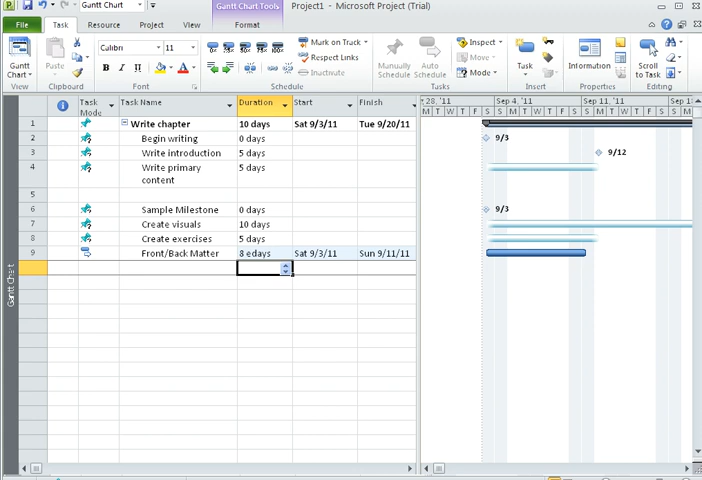 Gantt Chart
Gantt Chart Tools
Project1 - Microsoft Project (Trial)
File
Task
Resource
Project
View
Format
Gantt
Chart
View
Paste
Clipboard
Calibri
11
B
I
U
A
Font
0%
25%
50%
75%
100%
Mark on Track
Respect Links
Inactivate
Schedule
Manually
Schedule
Auto
Schedule
Inspect
Move
Mode
Tasks
Task
Insert
Information
Properties
Scroll
to Task
Editing
Task
Mode
Task Name
Duration
Start
Finish
28, '11
Sep 4, '11
Sep 11, '11
M T W T F S S M T W T F S S M T W T F S S M
1 Write chapter 10 days Sat 9/3/11 Tue 9/20/11
2 Begin writing 0 days 9/3
3 Write introduction 5 days 9/12
4 Write primary
content 5 days
5
6 Sample Milestone 0 days 9/3
7 Create visuals 10 days
8 Create exercises 5 days
9 Front/Back Matter 8 edays Sat 9/3/11 Sun 9/11/11
Gantt Chart